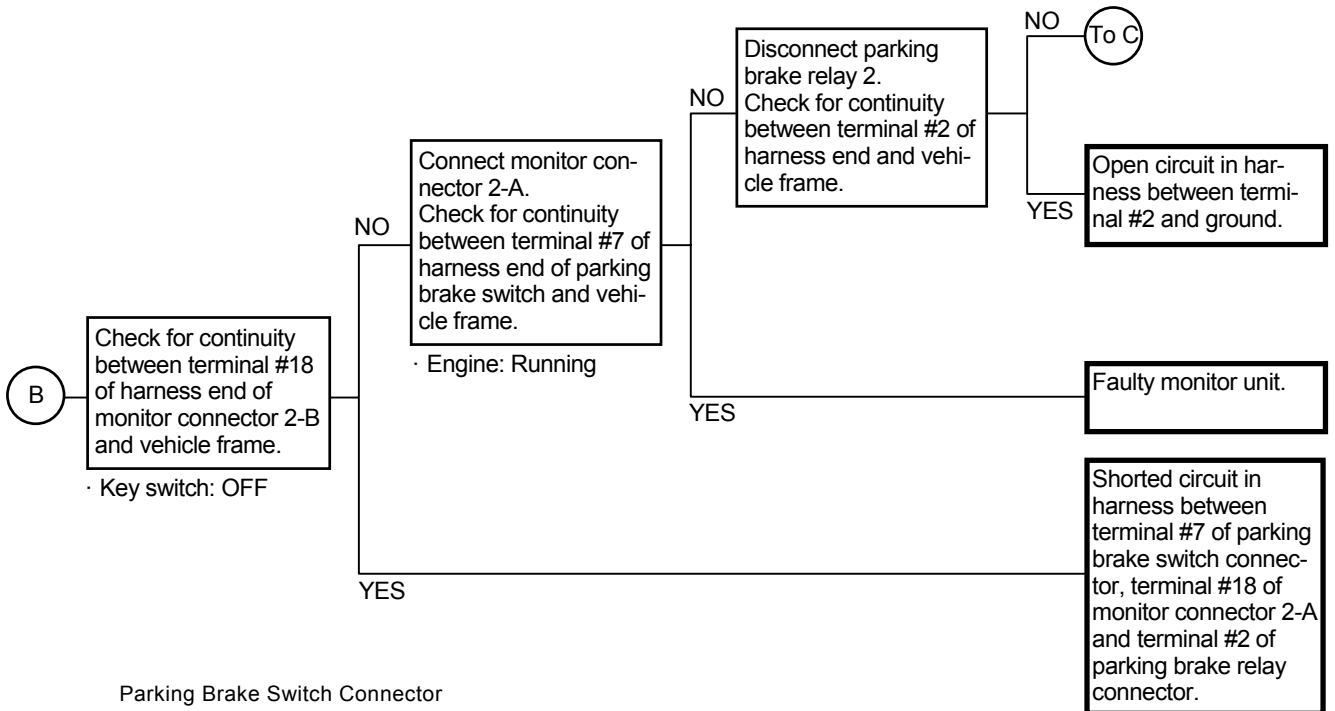 B
Check for continuity
between terminal #18
of harness end of
monitor connector 2-B
and vehicle frame.
· Key switch: OFF
NO
YES
Connect monitor con-
nector 2-A.
Check for continuity
between terminal #7 of
harness end of parking
brake switch and vehi-
cle frame.
· Engine: Running
NO
YES
Disconnect parking
brake relay 2.
Check for continuity
between terminal #2 of
harness end and vehi-
cle frame.
NO
YES
To C
Open circuit in har-
ness between termi-
nal #2 and ground.
Faulty monitor unit.
Shorted circuit in
harness between
terminal #7 of parking
brake switch connec-
tor, terminal #18 of
monitor connector 2-A
and terminal #2 of
parking brake relay
connector.
Parking Brake Switch Connector